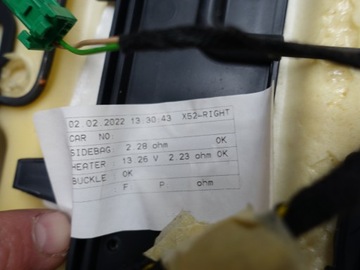 02 02.2022 13:30:43 X52-RIGHT
CAR NO:
SIDEBAG 2 28 ohm OK
HEATER 13 26 V 2.23 ohm OK
BUCKLE OK
F P ohm